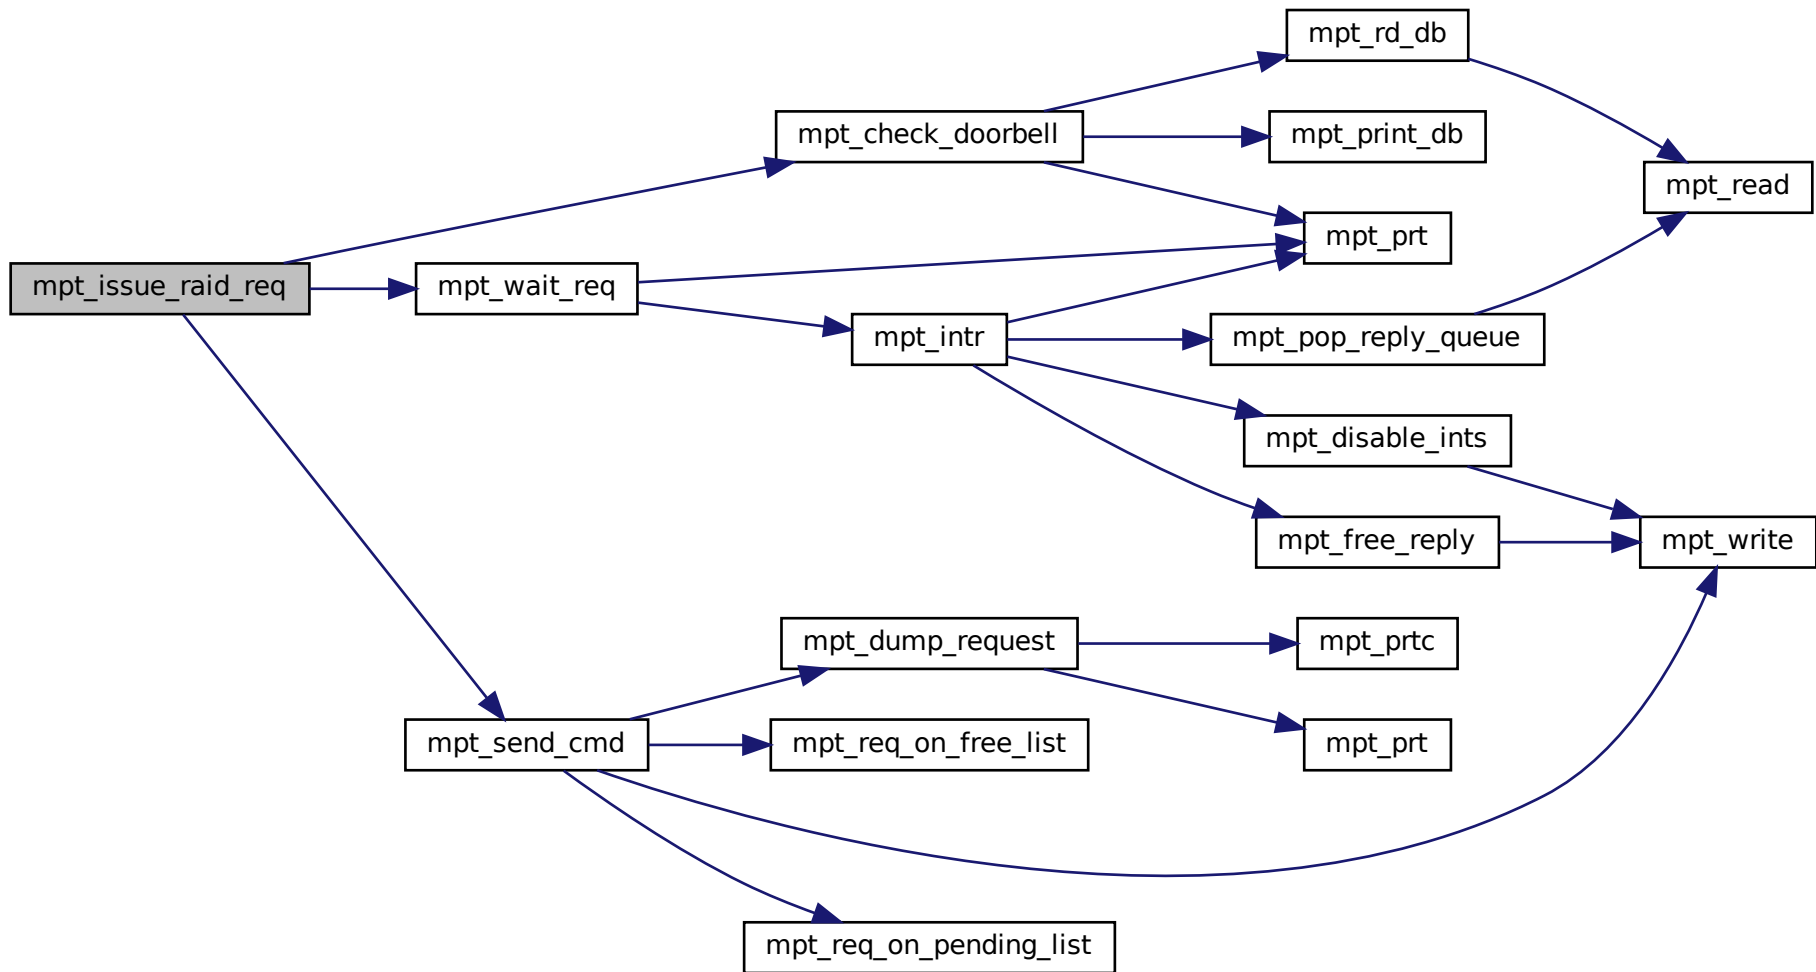 mpt_rd_db
mpt_check_doorbell
mpt_print_db
mpt_read
mpt_prt
mpt_issue_raid_req
mpt_wait_req
mpt_intr
mpt_pop_reply_queue
mpt_disable_ints
mpt_free_reply
mpt_write
mpt_dump_request
mpt_prtc
mpt_send_cmd
mpt_req_on_free_list
mpt_prt
mpt_req_on_pending_list